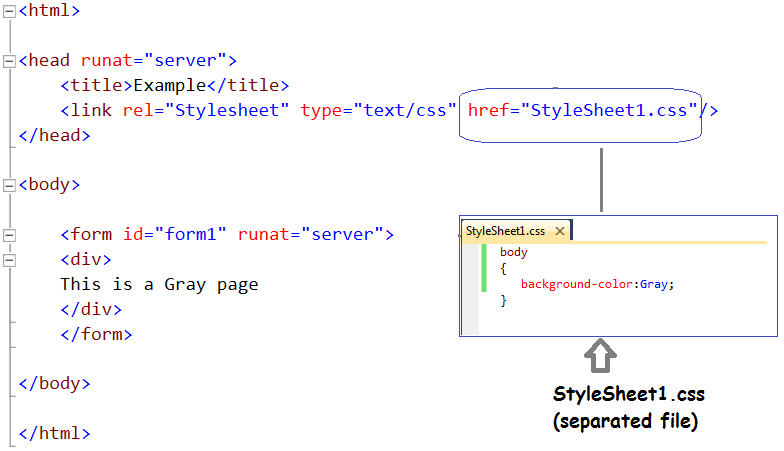 <html>
<head runat="server">
<title>Example</title>
<link rel="Stylesheet" type="text/css" href="StyleSheet1.css"/>
</head>
<body>
<form id="form1" runat="server">
<div>
This is a Gray page
</div>
</form>
</body>
</html>
StyleSheet1.css
body
{
background-color:Gray;
}
StyleSheet1.css
(separated file)